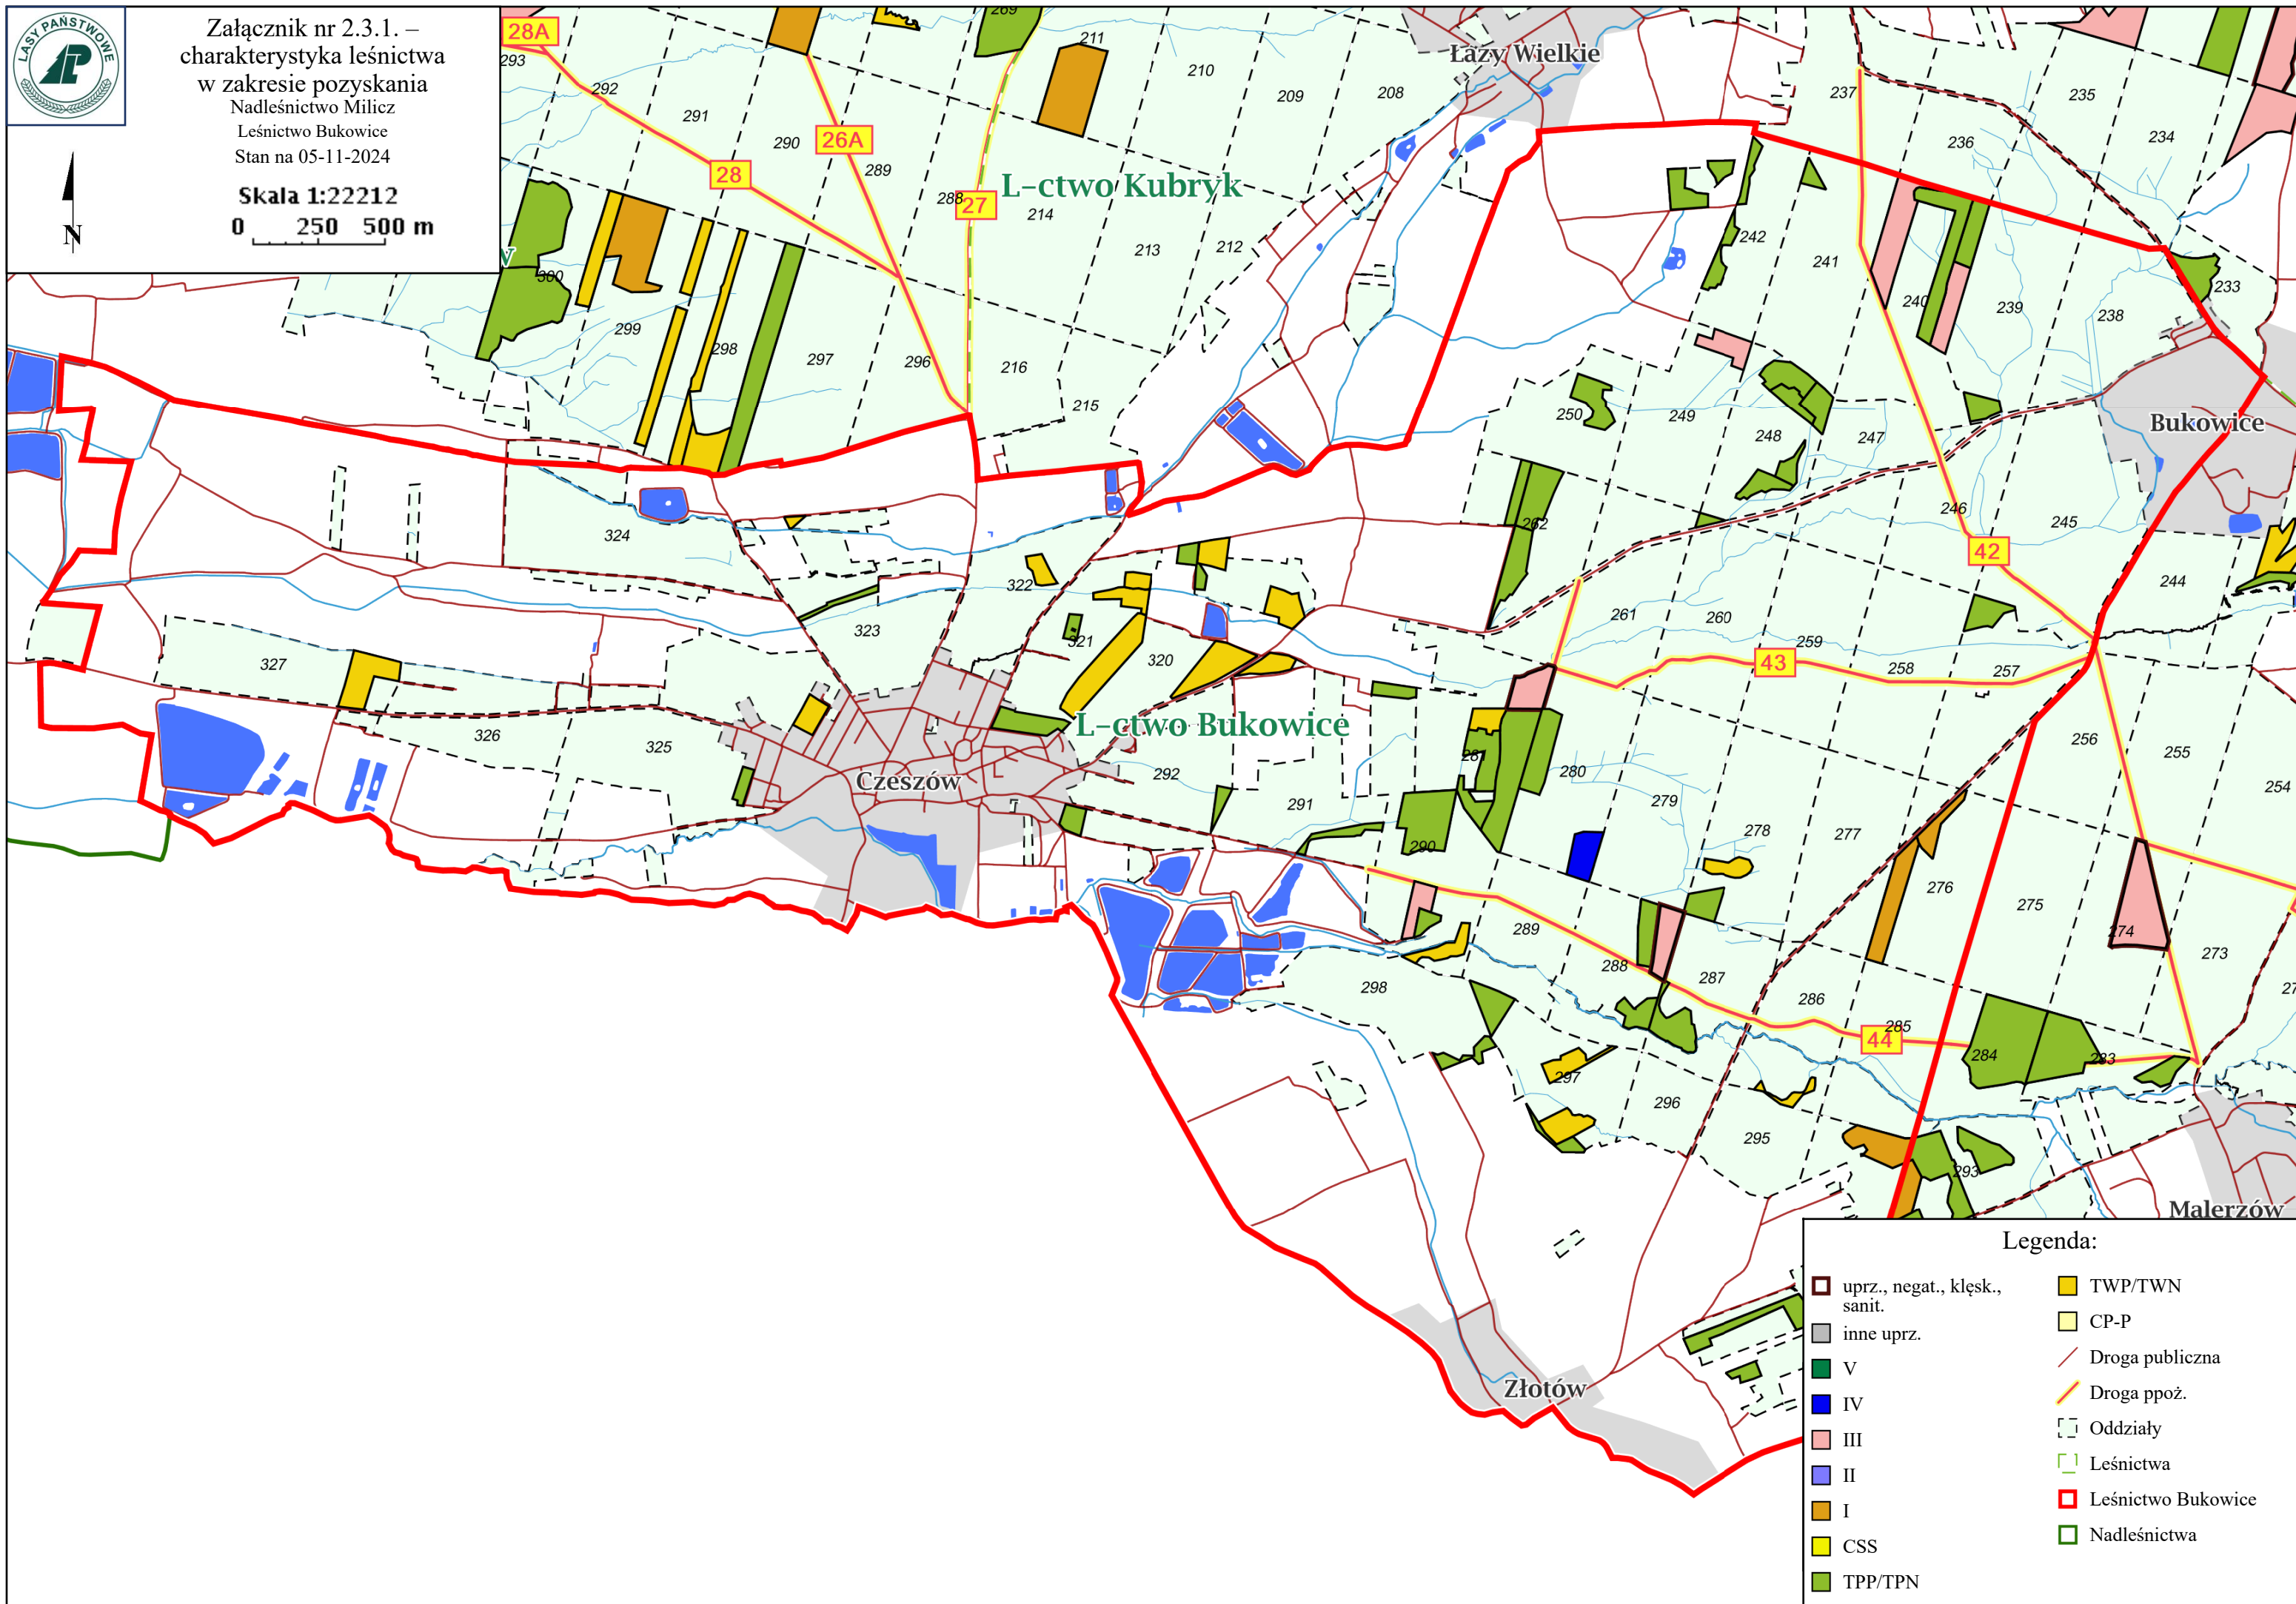 LASY PAŃSTWOWE
Załącznik nr 2.3.1. –
charakterystyka leśnictwa
w zakresie pozyskania
Nadleśnictwo Milicz
Leśnictwo Bukowice
Stan na 05-11-2024
Skala 1:22212
0 250 500 m
N
28A
269
211
Łazy Wielkie
293
292
210
209
208
237
235
291
234
290
26A
289
236
28
L-ctwo Kubryk
288
27
214
242
213
212
241
300
233
240
239
238
299
298
297
296
216
215
250
249
Bukowice
248
247
246
262
245
324
42
322
244
323
261
260
259
321
320
43
258
257
327
L-ctwo Bukowice
326
325
256
255
281
280
Czeszów
292
254
291
279
278
277
290
276
275
274
289
273
288
287
298
286
285
44
284
283
297
296
295
293
Malerzów
Złotów
Legenda:
uprz., negat., klęsk.,
sanit.
inne uprz.
V
IV
III
II
I
CSS
TPP/TPN
TWP/TWN
CP-P
Droga publiczna
Droga ppoż.
Oddziały
Leśnictwa
Leśnictwo Bukowice
Nadleśnictwa